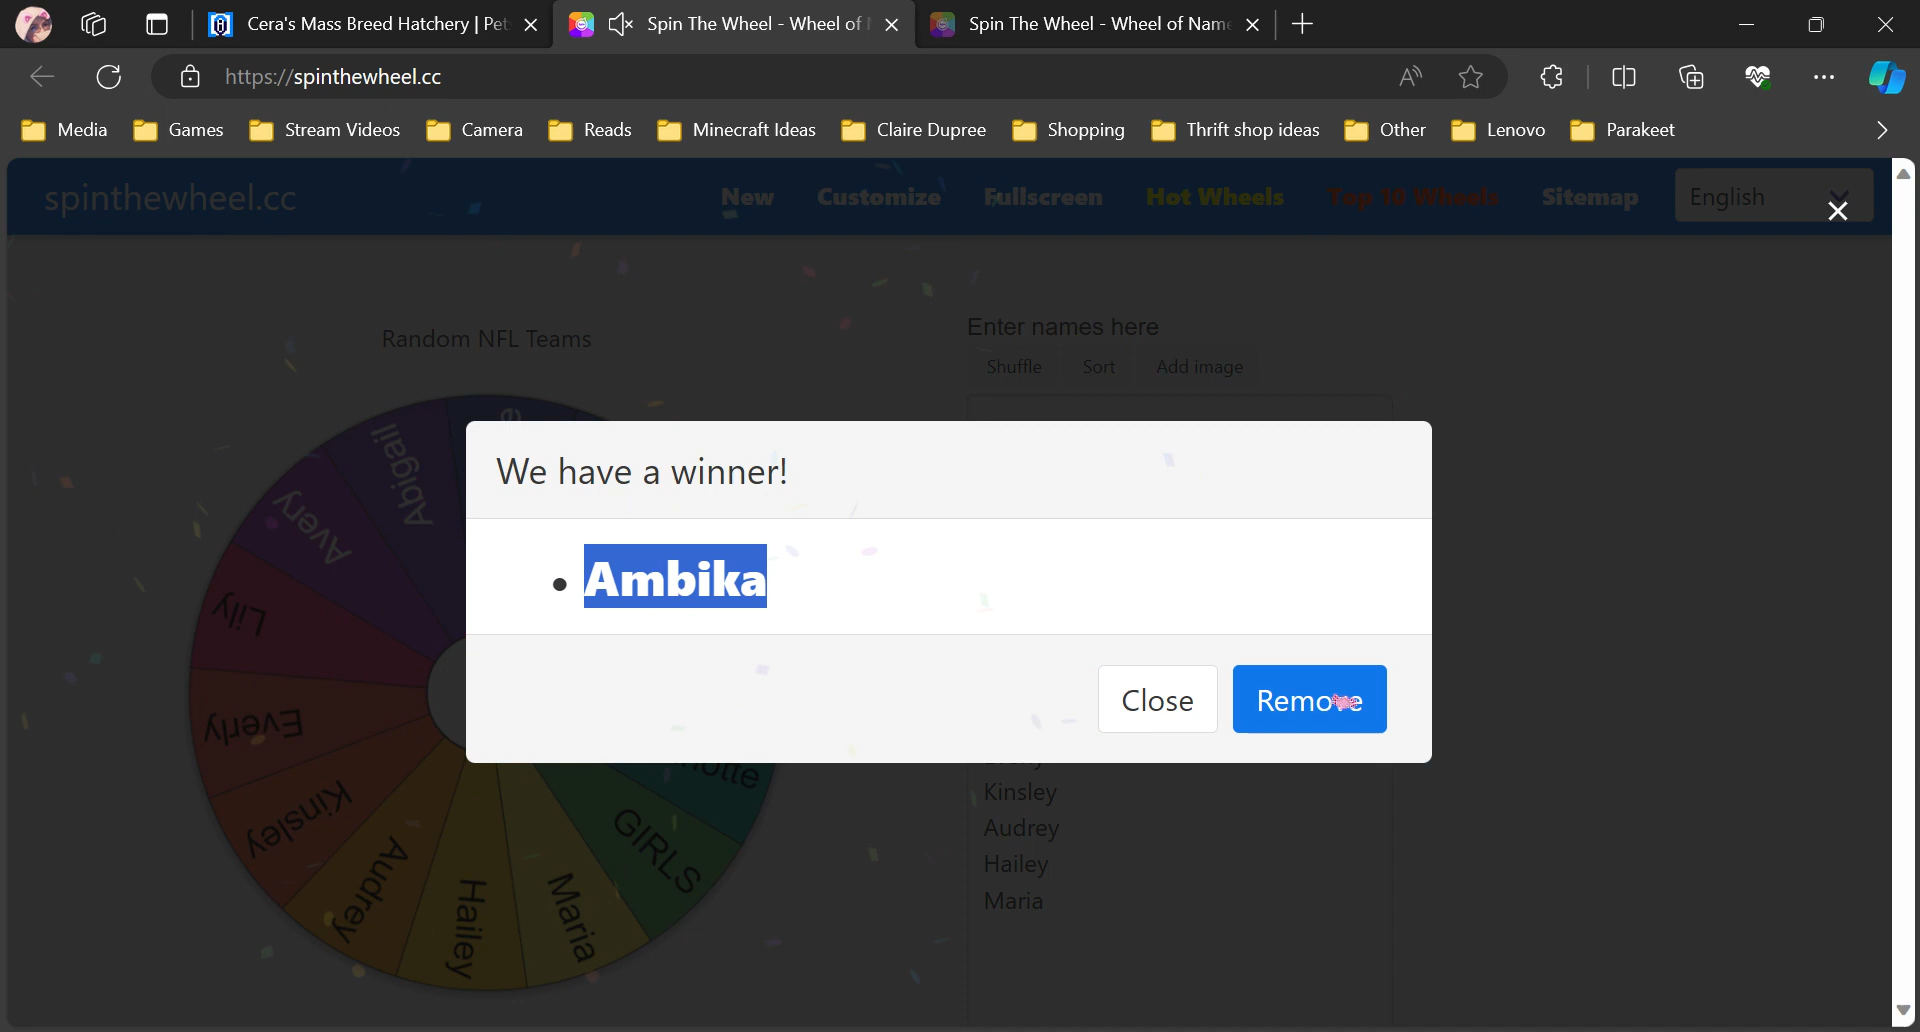 Cera's Mass Breed Hatchery | Pet
Spin The Wheel - Wheel of
Spin The Wheel - Wheel of Name
https://spinthewheel.cc
Media Games Stream Videos Camera Reads Minecraft Ideas Claire Dupree Shopping Thrift shop ideas Other Lenovo Parakeet
spinthewheel.cc New Customize Fullscreen Hot Wheels Top 10 Wheels Sitemap English
Random NFL Teams
Enter names here
Shuffle Sort Add image
We have a winner!
• Ambika
Close Remove
Abigail
Avery
Lily
Everly
Kinsley
Audrey
Hailey
Maria
GIRLS
Kinsley
Audrey
Hailey
Maria